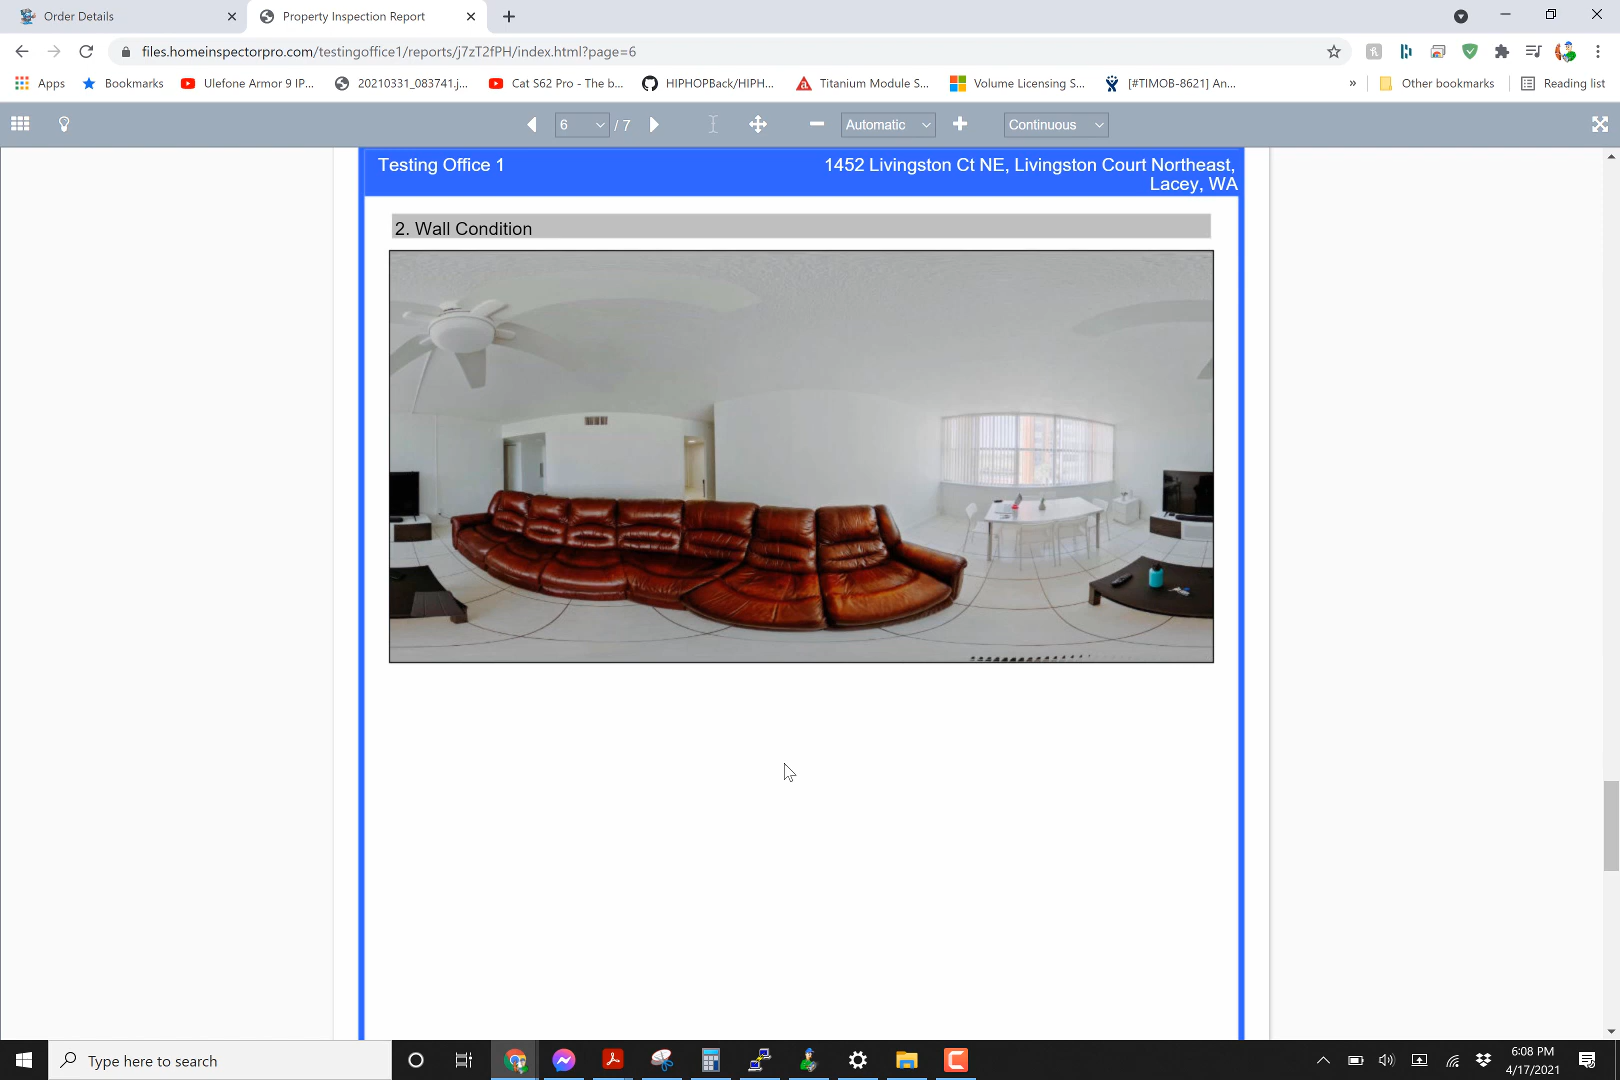 Order Details
Property Inspection Report
files.homeinspectorpro.com/testingoffice1/reports/j7zT2fPH/index.html?page=6
Apps
Bookmarks
Ulefone Armor 9 IP...
20210331_083741.j...
Cat S62 Pro - The b...
HIPHOPBack/HIPH...
Titanium Module S...
Volume Licensing S...
[#TIMOB-8621] An...
»
Other bookmarks
Reading list
6 / 7
Automatic
Continuous
Testing Office 1
1452 Livingston Ct NE, Livingston Court Northeast,
Lacey, WA
2. Wall Condition
Type here to search
6:08 PM
4/17/2021